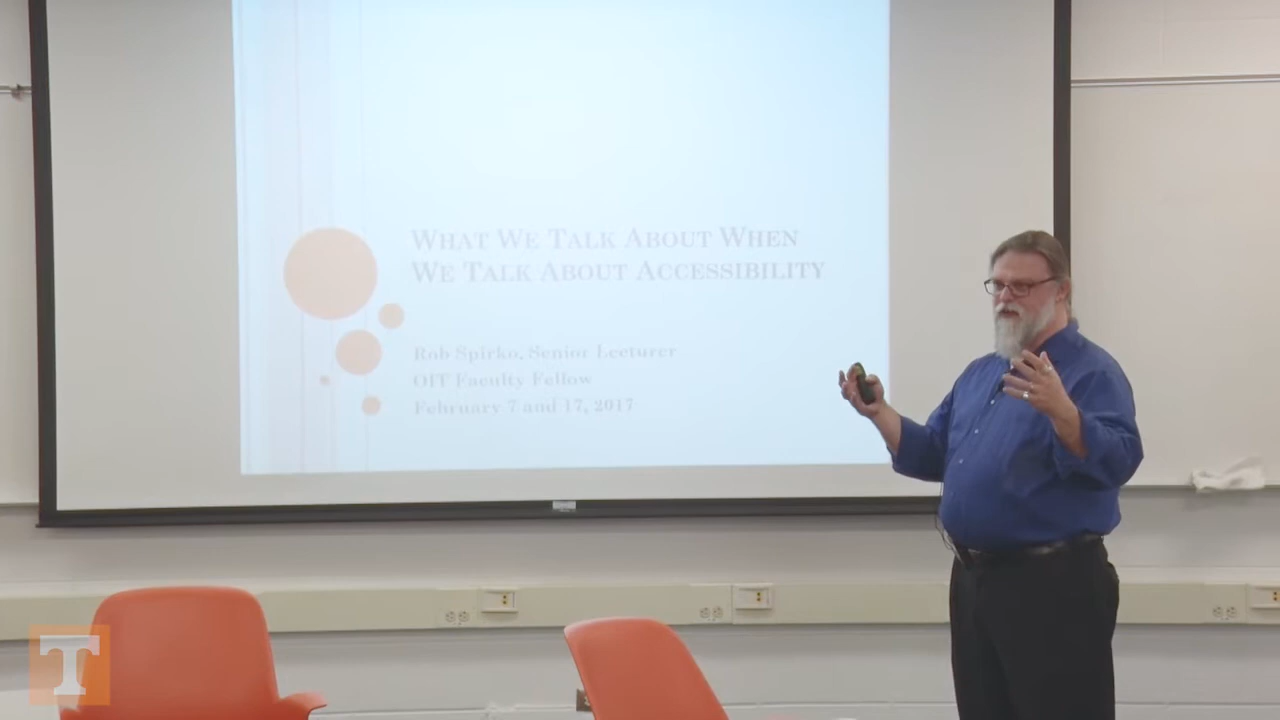 What We Talk About When
We Talk About Accessibility
Rob Spirko, Senior Lecturer
OIT Faculty Fellow
February 7 and 17, 2017
T